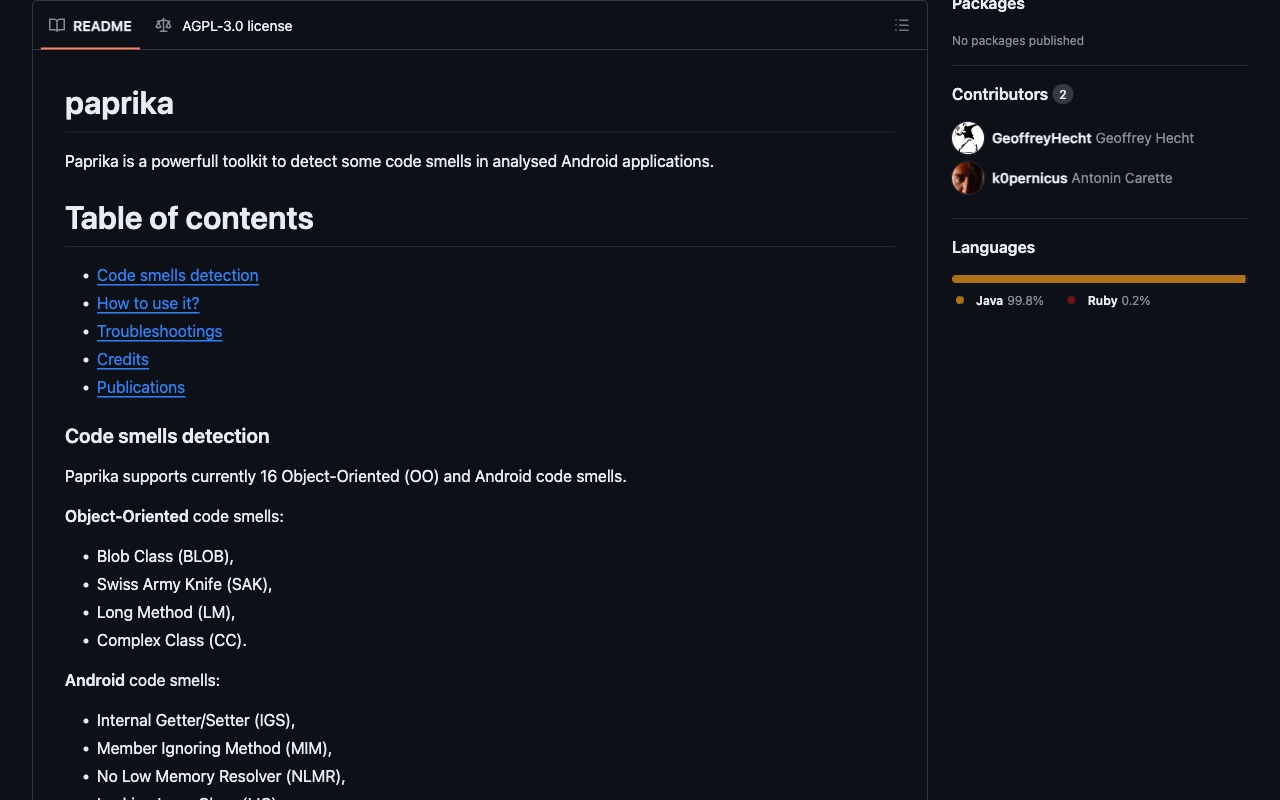 README
AGPL-3.0 license
paprika
Paprika is a powerfull toolkit to detect some code smells in analysed Android applications.
Table of contents
Code smells detection
How to use it?
Troubleshootings
Credits
Publications
Code smells detection
Paprika supports currently 16 Object-Oriented (OO) and Android code smells.
Object-Oriented code smells:
Blob Class (BLOB),
Swiss Army Knife (SAK),
Long Method (LM),
Complex Class (CC).
Android code smells:
Internal Getter/Setter (IGS),
Member Ignoring Method (MIM),
No Low Memory Resolver (NLMR),
Packages
No packages published
Contributors 2
GeoffreyHecht Geoffrey Hecht
k0pernicus Antonin Carette
Languages
Java 99.8% Ruby 0.2%